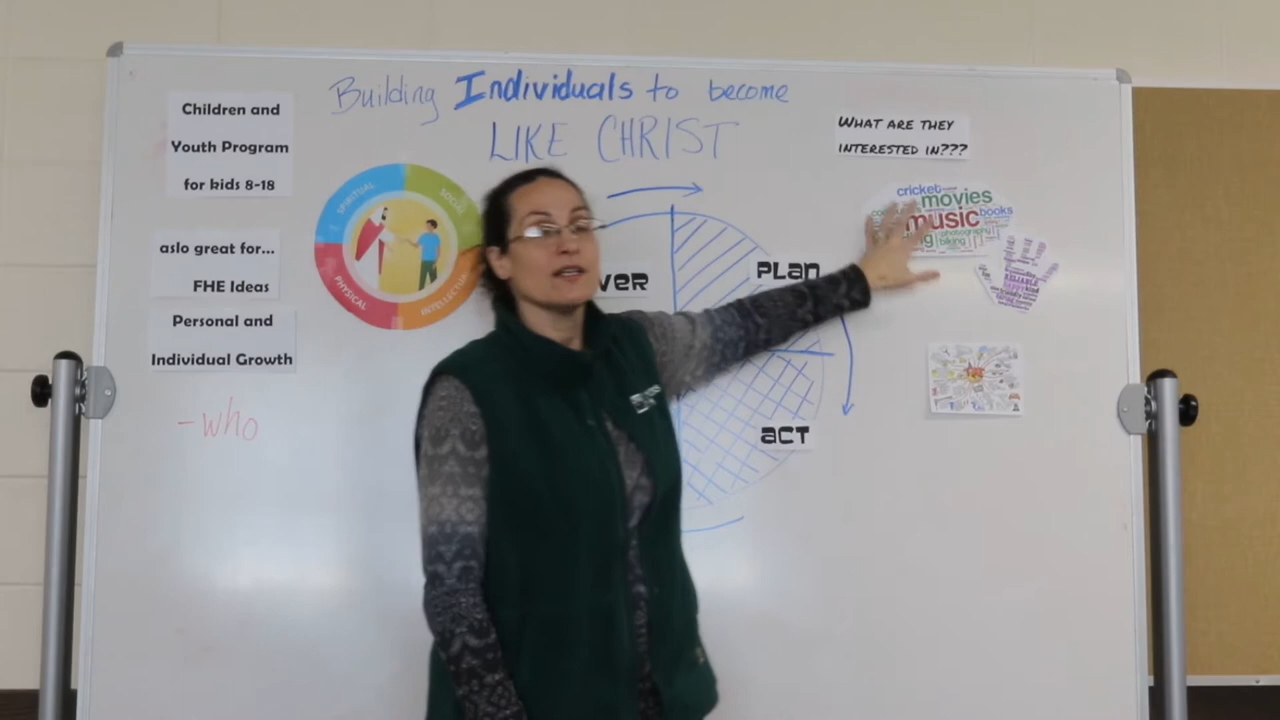 Building Individuals to become
LIKE CHRIST
Children and
Youth Program
for kids 8-18
aslo great for...
FHE Ideas
Personal and
Individual Growth
-who
SPIRITUAL
SOCIAL
PHYSICAL
INTELLECTUAL
VER
PLAN
ACT
WHAT ARE THEY
INTERESTED IN???
cricket
movies
music
books
photography
biking
RELIABLE